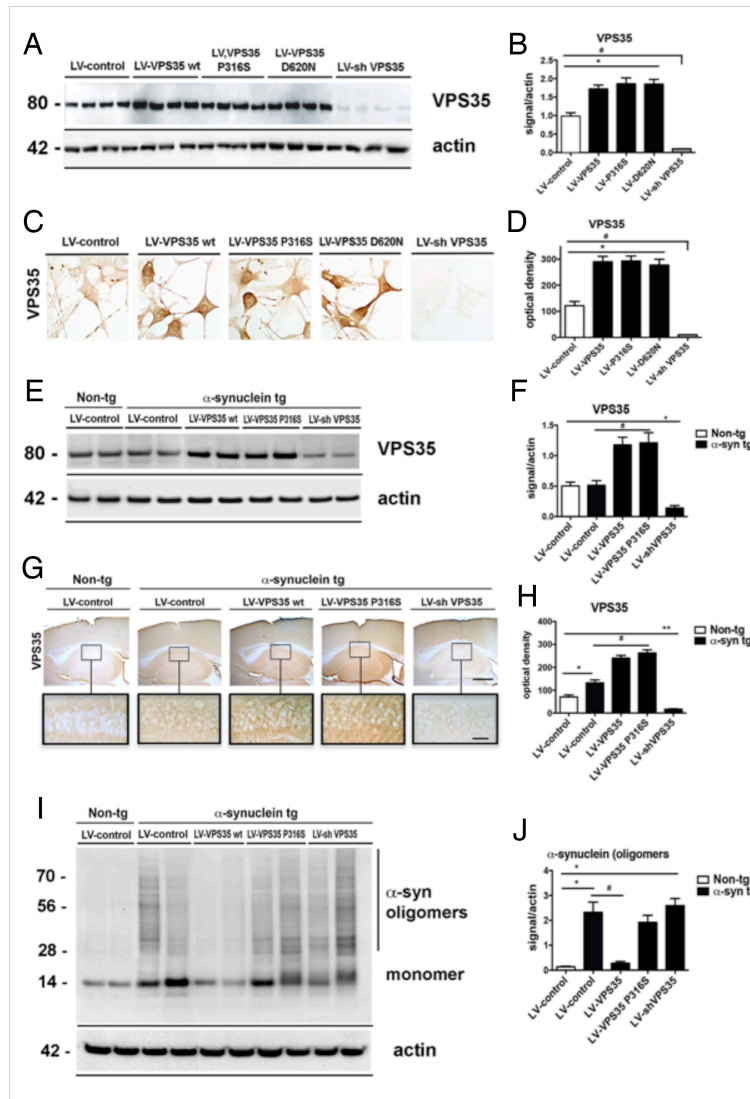 A
LV-control LV-VPS35 wt LV,VPS35 P316S LV-VPS35 D620N LV-sh VPS35
80 - VPS35
42 - actin
B
VPS35
#
*
signal/actin
2.5
2.0
1.5
1.0
0.5
0.0
LV-control LV-VPS35 LV-P316S LV-D620N LV-sh VPS35
C
LV-control LV-VPS35 wt LV-VPS35 P316S LV-VPS35 D620N LV-sh VPS35
VPS35
D
VPS35
#
*
optical density
300
200
100
0
LV-control LV-VPS35 LV-P316S LV-D620N LV-sh VPS35
E
Non-tg α-synuclein tg
LV-control LV-control LV-VPS35 wt LV-VPS35 P316S LV-sh VPS35
80 - VPS35
42 - actin
F
VPS35
*
#
Non-tg
α-syn tg
signal/actin
1.5
1.0
0.5
0.0
LV-control LV-control LV-VPS35 LV-VPS35 P316S LV-shVPS35
G
Non-tg α-synuclein tg
LV-control LV-control LV-VPS35 wt LV-VPS35 P316S LV-sh VPS35
VPS35
H
VPS35
**
#
*
Non-tg
α-syn tg
optical density
400
300
200
100
0
LV-control LV-control LV-VPS35 LV-VPS35 P316S LV-shVPS35
I
Non-tg α-synuclein tg
LV-control LV-control LV-VPS35 wt LV-VPS35 P316S LV-sh VPS35
70 -
56 -
28 -
14 -
α-syn
oligomers
monomer
42 - actin
J
α-synuclein (oligomers
*
* #
Non-tg
α-syn t
signal/actin
4
3
2
1
0
LV-control LV-control LV-VPS35 LV-VPS35 P316S LV-shVPS35